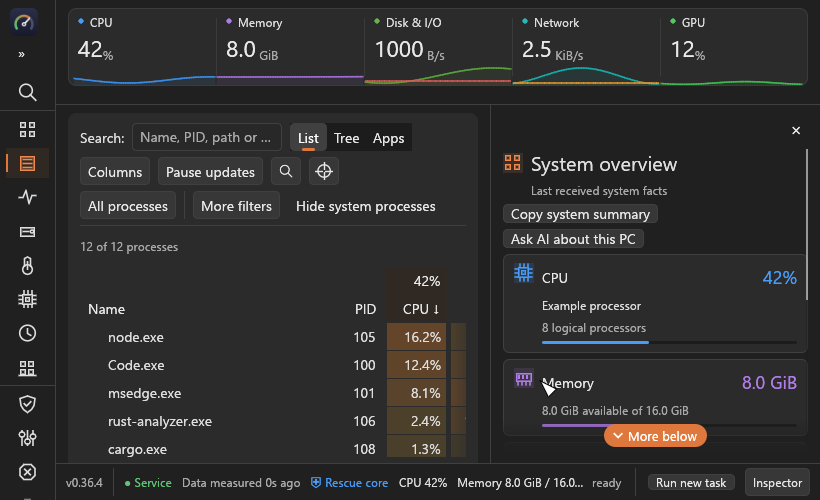 CPU
42%
Memory
8.0 GiB
Disk & I/O
1000 B/s
Network
2.5 KiB/s
GPU
12%
»
Search:
Name, PID, path or ...
List
Tree
Apps
Columns
Pause updates
All processes
More filters
Hide system processes
12 of 12 processes
42%
Name PID CPU ↓
node.exe 105 16.2%
Code.exe 100 12.4%
msedge.exe 101 8.1%
rust-analyzer.exe 106 2.4%
cargo.exe 108 1.3%
×
System overview
Last received system facts
Copy system summary
Ask AI about this PC
CPU 42%
Example processor
8 logical processors
Memory 8.0 GiB
8.0 GiB available of 16.0 GiB
More below
v0.36.4
Service
Data measured 0s ago
Rescue core
CPU 42%
Memory 8.0 GiB / 16.0...
ready
Run new task
Inspector